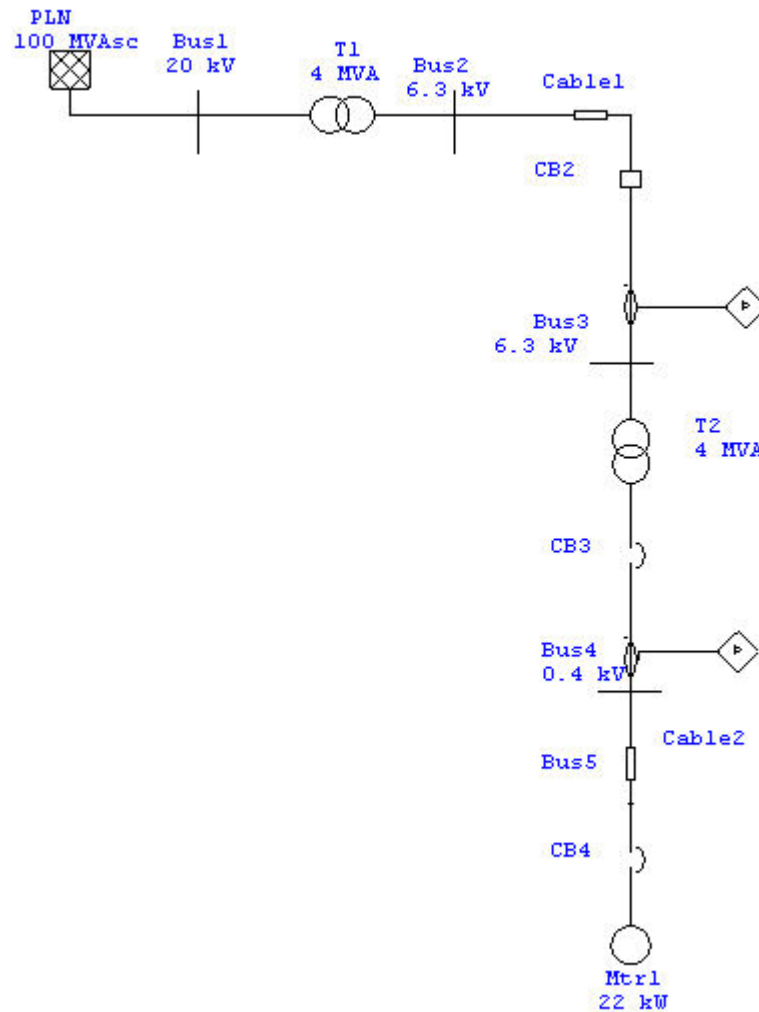 PLN
100 MVAsc
Bus1
20 kV
T1
4 MVA
Bus2
6.3 kV
Cable1
CB2
Bus3
6.3 kV
T2
4 MVA
CB3
Bus4
0.4 kV
Cable2
Bus5
CB4
Mtr1
22 kW